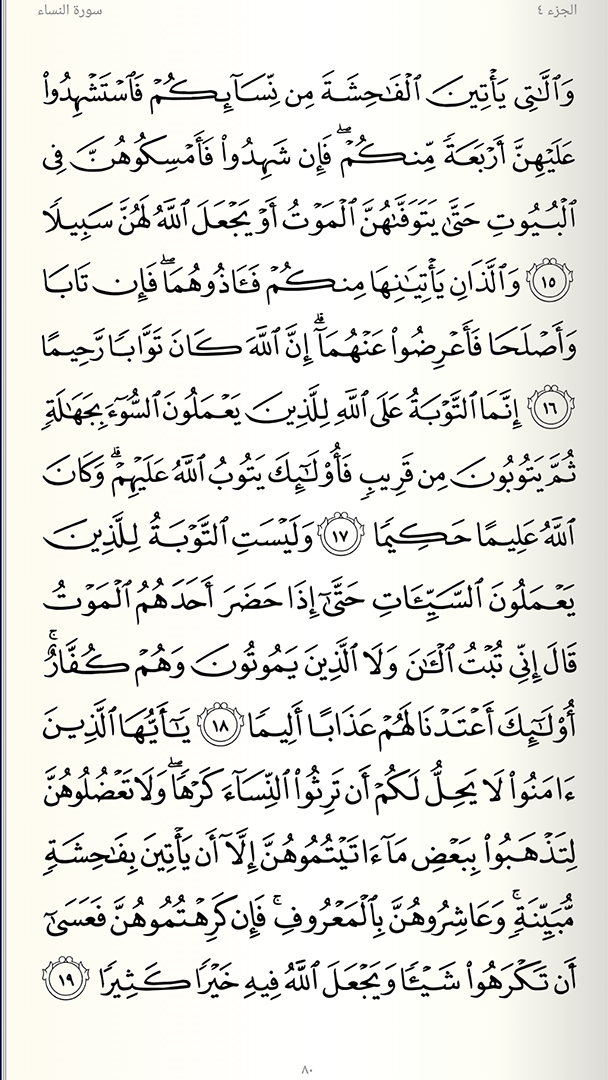 الجزء ٤
سورة النساء
وَٱلَّٰتِي يَأۡتِينَ ٱلۡفَٰحِشَةَ مِن نِّسَآئِكُمۡ فَٱسۡتَشۡهِدُواْ
عَلَيۡهِنَّ أَرۡبَعَةٗ مِّنكُمۡۖ فَإِن شَهِدُواْ فَأَمۡسِكُوهُنَّ فِي
ٱلۡبُيُوتِ حَتَّىٰ يَتَوَفَّىٰهُنَّ ٱلۡمَوۡتُ أَوۡ يَجۡعَلَ ٱللَّهُ لَهُنَّ سَبِيلٗا
١٥ وَٱلَّذَانِ يَأۡتِيَٰنِهَا مِنكُمۡ فَـَٔاذُوهُمَاۖ فَإِن تَابَا
وَأَصۡلَحَا فَأَعۡرِضُواْ عَنۡهُمَآۗ إِنَّ ٱللَّهَ كَانَ تَوَّابٗا رَّحِيمًا
١٦ إِنَّمَا ٱلتَّوۡبَةُ عَلَى ٱللَّهِ لِلَّذِينَ يَعۡمَلُونَ ٱلسُّوٓءَ بِجَهَٰلَةٖ
ثُمَّ يَتُوبُونَ مِن قَرِيبٖ فَأُوْلَٰٓئِكَ يَتُوبُ ٱللَّهُ عَلَيۡهِمۡۗ وَكَانَ
ٱللَّهُ عَلِيمًا حَكِيمٗا ١٧ وَلَيۡسَتِ ٱلتَّوۡبَةُ لِلَّذِينَ
يَعۡمَلُونَ ٱلسَّيِّـَٔاتِ حَتَّىٰٓ إِذَا حَضَرَ أَحَدَهُمُ ٱلۡمَوۡتُ
قَالَ إِنِّي تُبۡتُ ٱلۡـَٰٔنَ وَلَا ٱلَّذِينَ يَمُوتُونَ وَهُمۡ كُفَّارٌۚ
أُوْلَٰٓئِكَ أَعۡتَدۡنَا لَهُمۡ عَذَابًا أَلِيمٗا ١٨ يَٰٓأَيُّهَا ٱلَّذِينَ
ءَامَنُواْ لَا يَحِلُّ لَكُمۡ أَن تَرِثُواْ ٱلنِّسَآءَ كَرۡهٗاۖ وَلَا تَعۡضُلُوهُنَّ
لِتَذۡهَبُواْ بِبَعۡضِ مَآ ءَاتَيۡتُمُوهُنَّ إِلَّآ أَن يَأۡتِينَ بِفَٰحِشَةٖ
مُّبَيِّنَةٖۚ وَعَاشِرُوهُنَّ بِٱلۡمَعۡرُوفِۚ فَإِن كَرِهۡتُمُوهُنَّ فَعَسَىٰٓ
أَن تَكۡرَهُواْ شَيۡـٔٗا وَيَجۡعَلَ ٱللَّهُ فِيهِ خَيۡرٗا كَثِيرٗا ١٩
٨٠